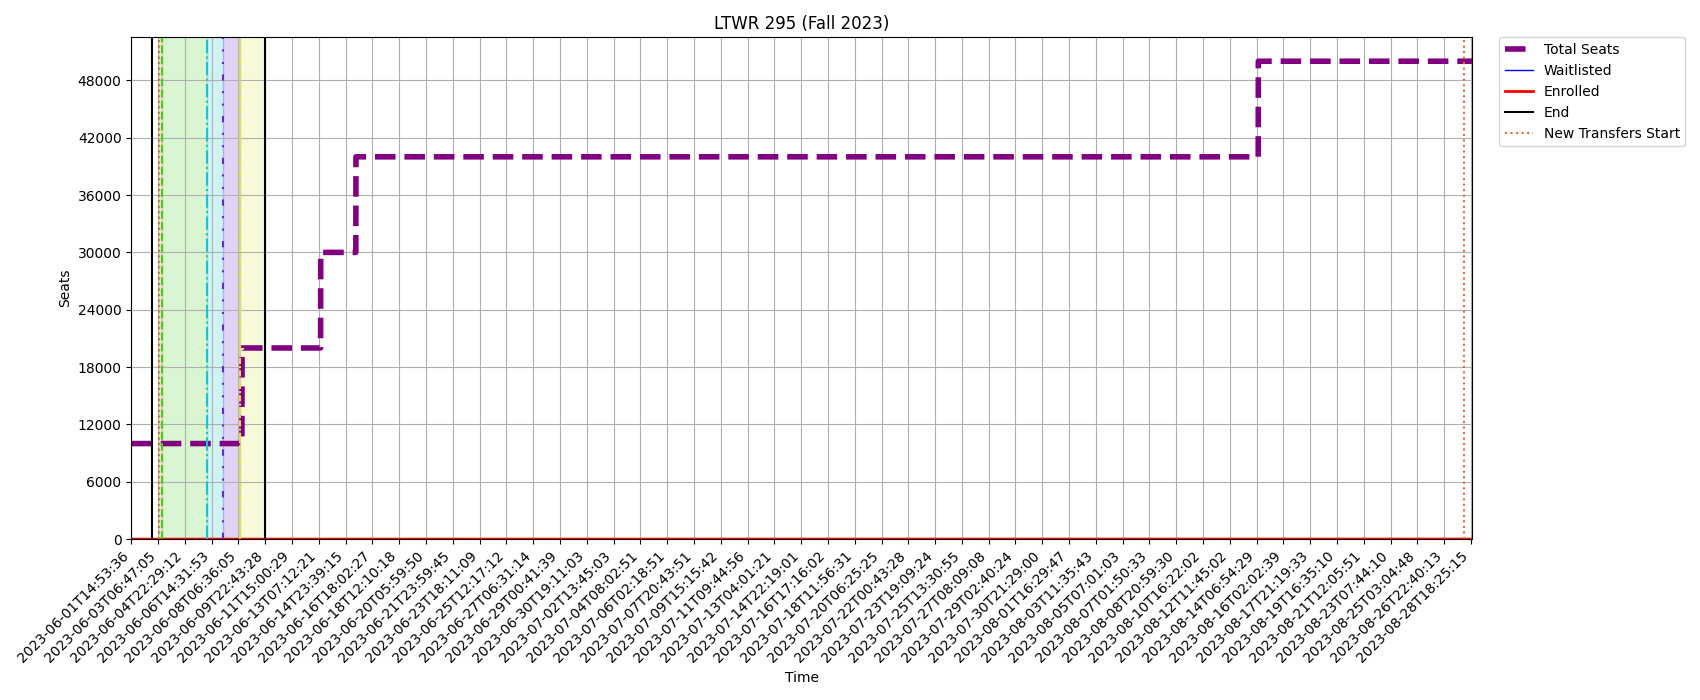 LTWR 295 (Fall 2023)
Total Seats
Waitlisted
Enrolled
End
New Transfers Start
Seats
48000
42000
36000
30000
24000
18000
12000
6000
0
2023-06-01T14:53:36
2023-06-03T06:47:05
2023-06-04T22:29:12
2023-06-06T14:31:53
2023-06-08T06:36:05
2023-06-09T22:43:28
2023-06-11T15:00:29
2023-06-13T07:12:21
2023-06-14T23:39:15
2023-06-16T18:02:27
2023-06-18T12:10:18
2023-06-20T05:59:50
2023-06-21T23:59:45
2023-06-23T18:11:09
2023-06-25T12:17:12
2023-06-27T06:31:14
2023-06-29T00:41:39
2023-06-30T19:11:03
2023-07-02T13:45:03
2023-07-04T08:02:51
2023-07-06T02:18:51
2023-07-07T20:43:51
2023-07-09T15:15:42
2023-07-11T09:44:56
2023-07-13T04:01:21
2023-07-14T22:19:01
2023-07-16T17:16:02
2023-07-18T11:56:31
2023-07-20T06:25:25
2023-07-22T00:43:28
2023-07-23T19:09:24
2023-07-25T13:30:55
2023-07-27T08:09:08
2023-07-29T02:40:24
2023-07-30T21:29:00
2023-08-01T16:29:47
2023-08-03T11:35:43
2023-08-05T07:01:03
2023-08-07T01:50:33
2023-08-08T20:59:30
2023-08-10T16:22:02
2023-08-12T11:45:02
2023-08-14T06:54:29
2023-08-16T02:02:39
2023-08-17T21:19:33
2023-08-19T16:35:10
2023-08-21T12:05:51
2023-08-23T07:44:10
2023-08-25T03:04:48
2023-08-26T22:40:13
2023-08-28T18:25:15
Time